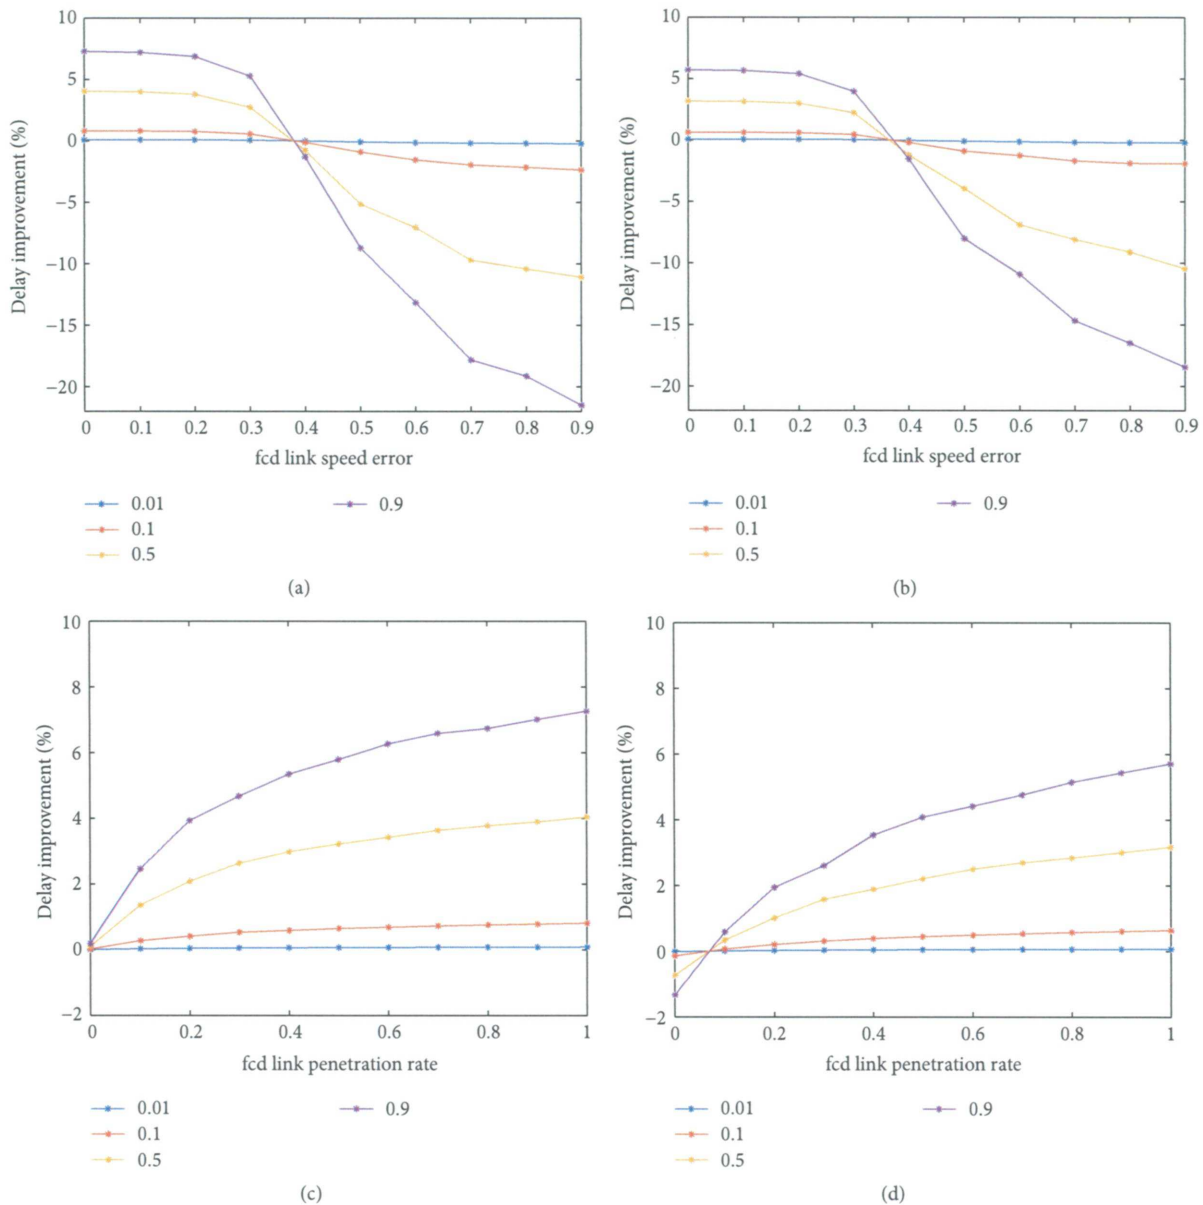 10
5
0
−5
−10
−15
−20
Delay improvement (%)
0 0.1 0.2 0.3 0.4 0.5 0.6 0.7 0.8 0.9
fcd link speed error
0.01 0.9
0.1
0.5
(a)
10
5
0
−5
−10
−15
−20
Delay improvement (%)
0 0.1 0.2 0.3 0.4 0.5 0.6 0.7 0.8 0.9
fcd link speed error
0.01 0.9
0.1
0.5
(b)
10
8
6
4
2
0
−2
Delay improvement (%)
0 0.2 0.4 0.6 0.8 1
fcd link penetration rate
0.01 0.9
0.1
0.5
(c)
10
8
6
4
2
0
−2
Delay improvement (%)
0 0.2 0.4 0.6 0.8 1
fcd link penetration rate
0.01 0.9
0.1
0.5
(d)